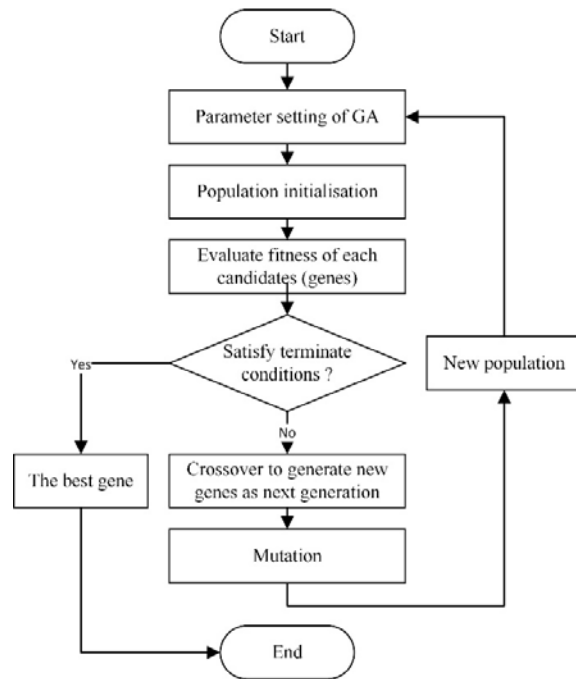 Start
Parameter setting of GA
Population initialisation
Evaluate fitness of each
candidates (genes)
Satisfy terminate
conditions ?
Yes
New population
No
The best gene
Crossover to generate new
genes as next generation
Mutation
End